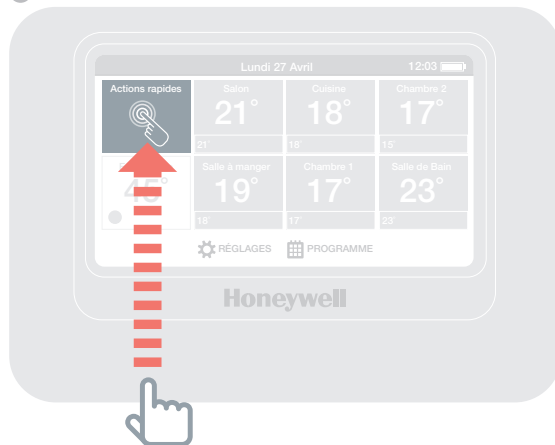 Lundi 27 Avril 12:03
Actions rapides
Salon
21°
21°
Cuisine
18°
18°
Chambre 2
17°
15°
45°
Salle à manger
19°
18°
Chambre 1
17°
17°
Salle de Bain
23°
23°
RÉGLAGES
PROGRAMME
Honeywell